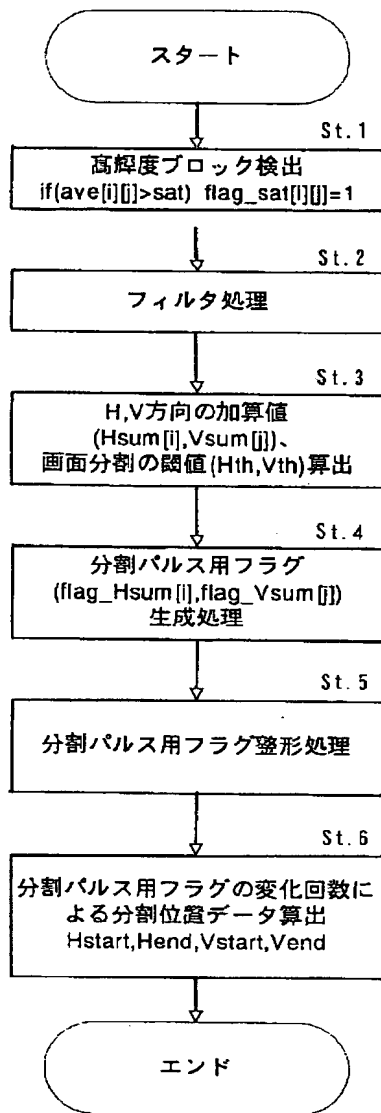 スタート
St.1
高輝度ブロック検出
if(ave[i][j]>sat) flag_sat[i][j]=1
St.2
フィルタ処理
St.3
H,V方向の加算値
(Hsum[i],Vsum[j])、
画面分割の閾値(Hth,Vth)算出
St.4
分割パルス用フラグ
(flag_Hsum[i],flag_Vsum[j])
生成処理
St.5
分割パルス用フラグ整形処理
St.6
分割パルス用フラグの変化回数に
よる分割位置データ算出
Hstart,Hend,Vstart,Vend
エンド